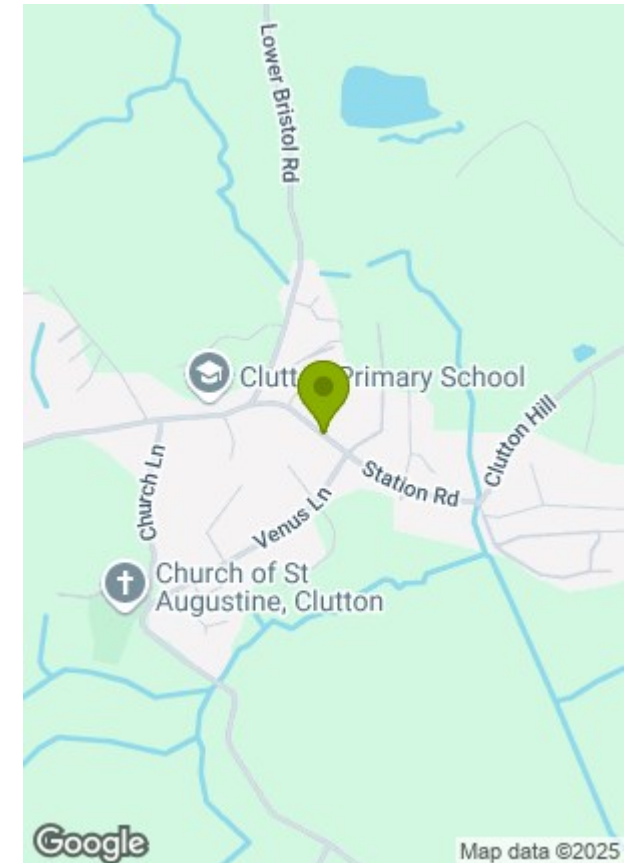 Lower Bristol Rd
Clutt Primary School
Clutton Hill
Station Rd
Church Ln
Venus Ln
Church of St
Augustine, Clutton
Google
Map data ©2025